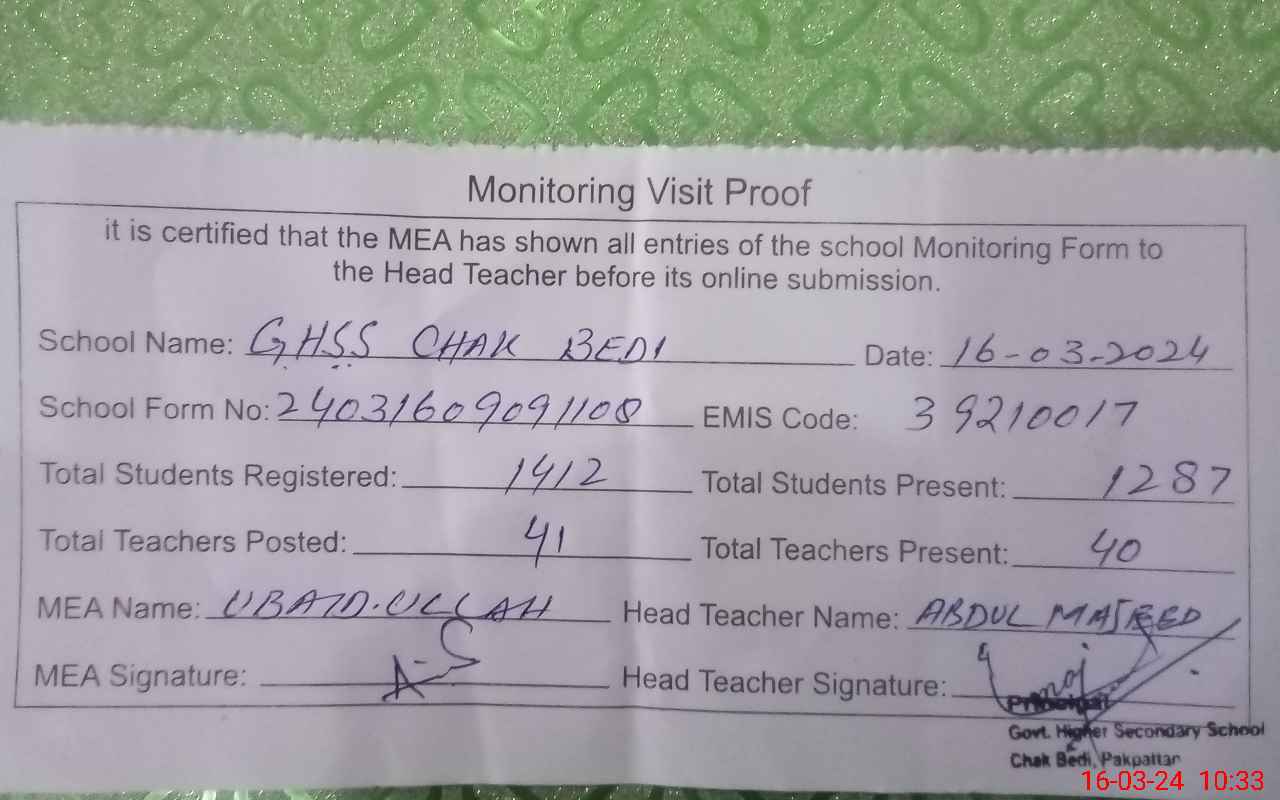 Monitoring Visit Proof
it is certified that the MEA has shown all entries of the school Monitoring Form to
the Head Teacher before its online submission.
School Name: GHSS CHAK BEDI Date: 16-03-2024
School Form No: 24031609091108 EMIS Code: 39210017
Total Students Registered: 1412 Total Students Present: 1287
Total Teachers Posted: 41 Total Teachers Present: 40
MEA Name: UBAID.ULLAH Head Teacher Name: ABDUL MAJEED
MEA Signature: Head Teacher Signature:
Principal
Govt. Higher Secondary School
Chak Bedi, Pakpattan
16-03-24 10:33